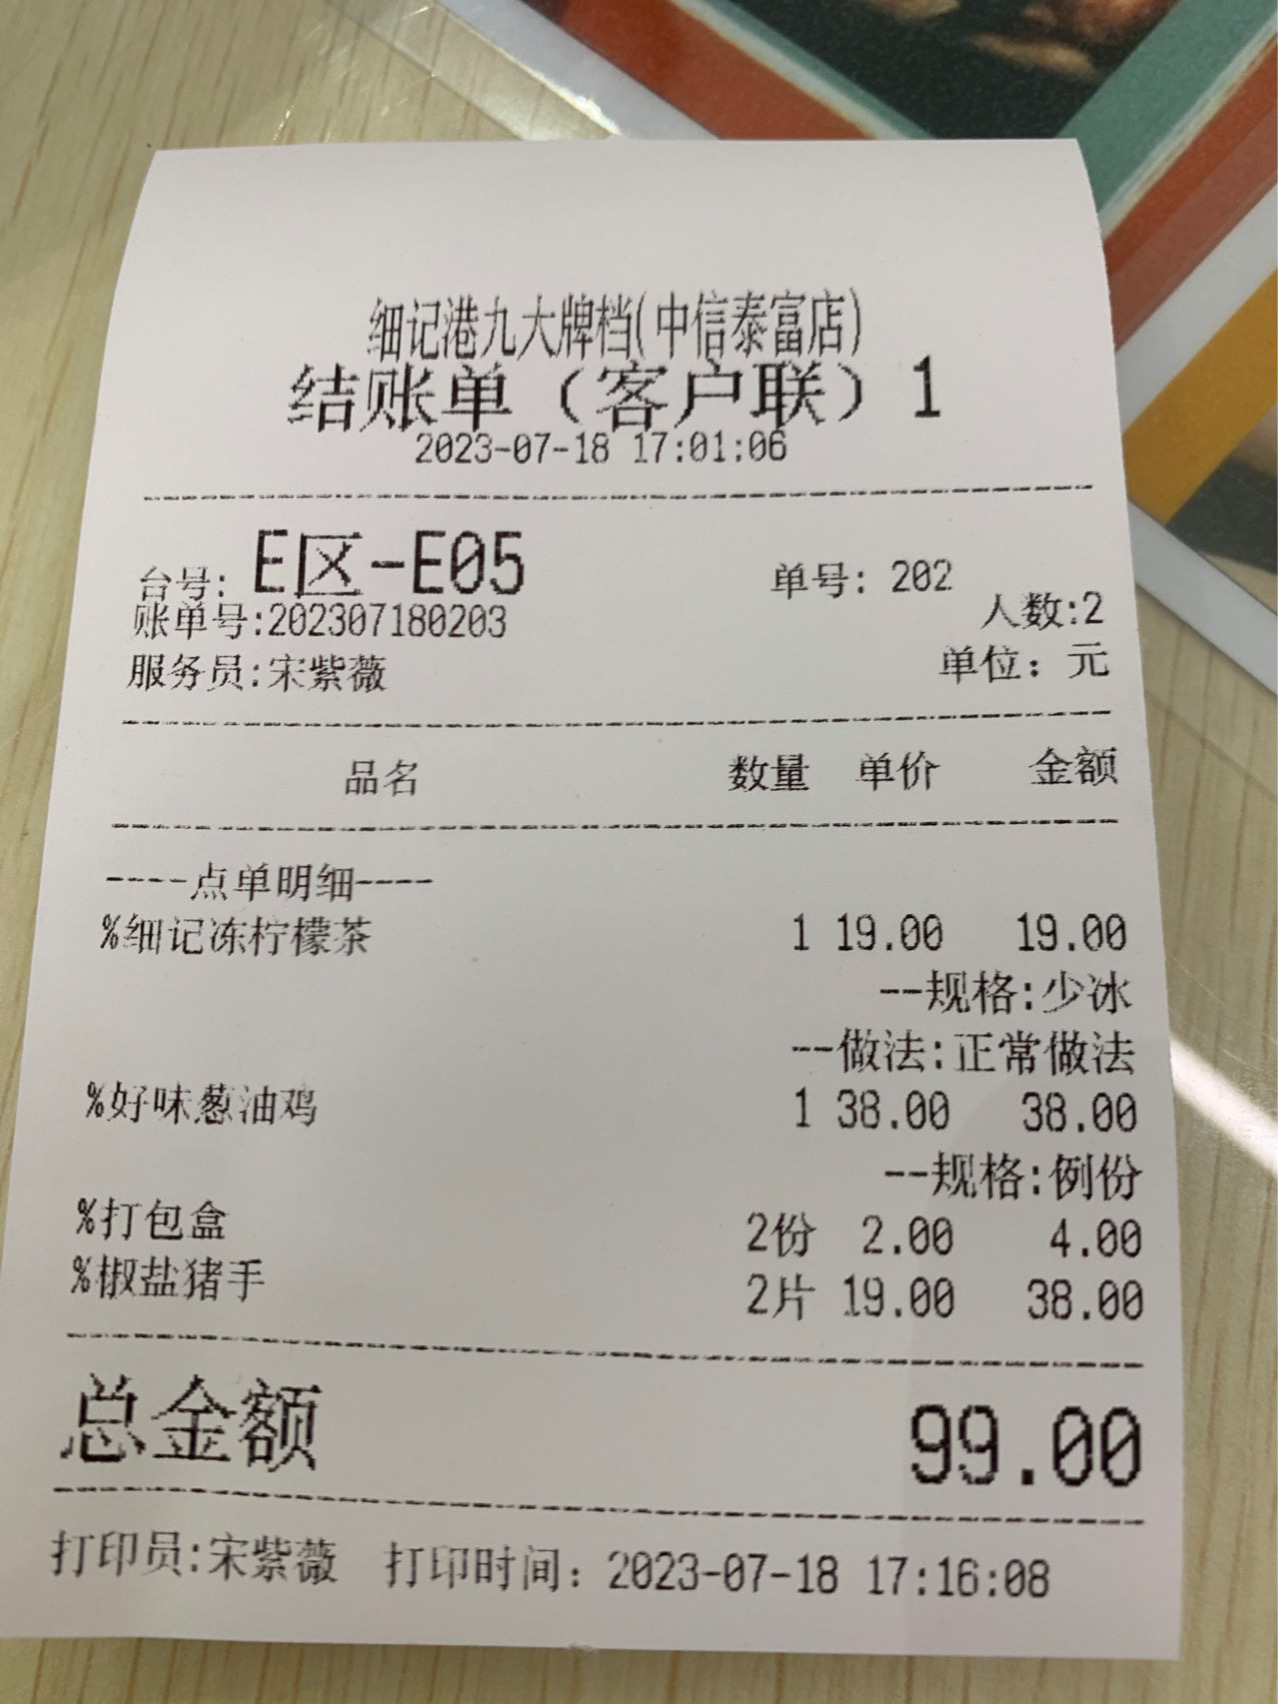 细记港九大牌档(中信泰富店)
结账单（客户联）1
2023-07-18 17:01:06
台号: E区-E05 单号: 202
账单号:202307180203 人数:2
服务员:宋紫薇 单位: 元
品名 数量 单价 金额
----点单明细----
%细记冻柠檬茶 1 19.00 19.00
--规格:少冰
--做法:正常做法
%好味葱油鸡 1 38.00 38.00
--规格:例份
%打包盒 2份 2.00 4.00
%椒盐猪手 2片 19.00 38.00
总金额 99.00
打印员:宋紫薇 打印时间: 2023-07-18 17:16:08